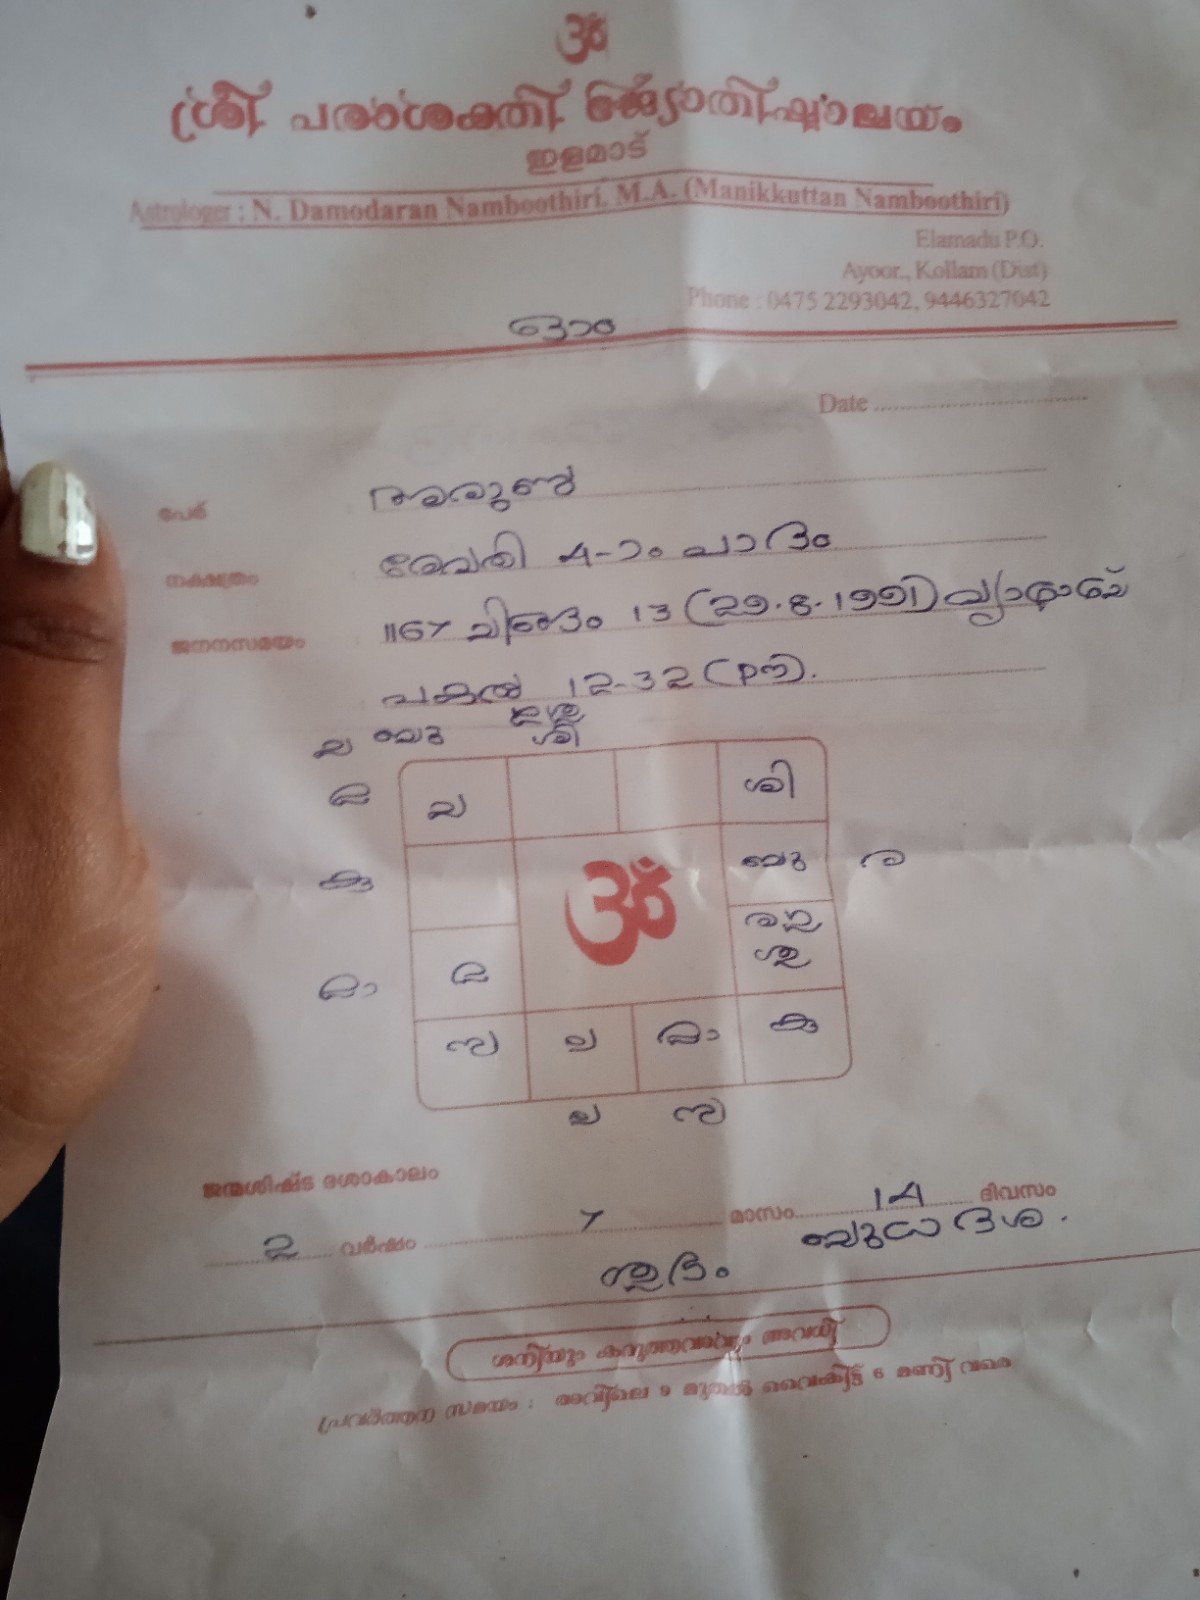 ॐ
ശ്രീ പരാശക്തി ജ്യോതിഷാലയം
ഇളമാട്
Astrologer : N. Damodaran Namboothiri. M.A. (Manikkuttan Namboothiri)
Elamadu P.O.
Ayoor., Kollam (Dist)
Phone : 0475 2293042, 9446327042
ഓം
Date
പേര് : അരുൺ
നക്ഷത്രം : രേവതി 4-ാം പാദം
ജനനസമയം : 1167 ചിങ്ങം 13 (29.8.1991) വ്യാഴാഴ്ച
പകൽ 12-32 (pm).
ച ബു
ശി
മ ച ശി
കു ബു ര
ॐ
ശു
മാ മ
സ ല മാ കു
ല സ
ജന്മശിഷ്ട ദശാകാലം
2 വർഷം 7 മാസം 14 ദിവസം
ബുധ ദശ.
ശുഭം
ശനിയും കറുത്തവാവും അവധി
പ്രവർത്തന സമയം : രാവിലെ 9 മുതൽ വൈകിട്ട് 6 മണി വരെ